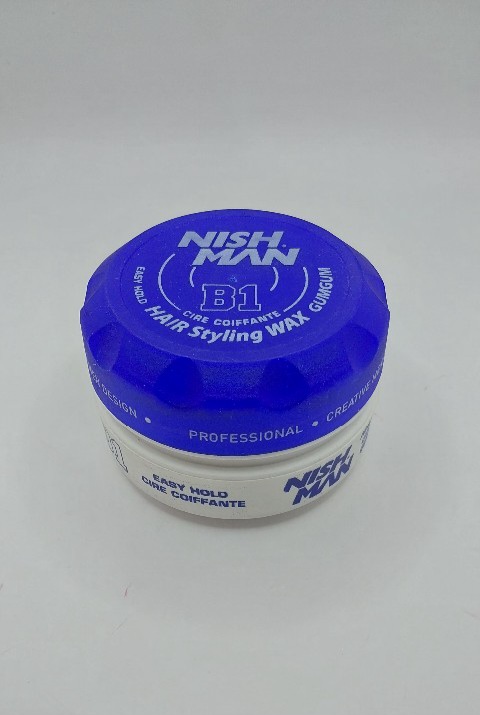 NISH
MAN
B1
CIRE COIFFANTE
EASY HOLD HAIR Styling WAX GUMGUM
DESIGN • PROFESSIONAL • CREATIVE
EASY HOLD
CIRE COIFFANTE
NISH
MAN